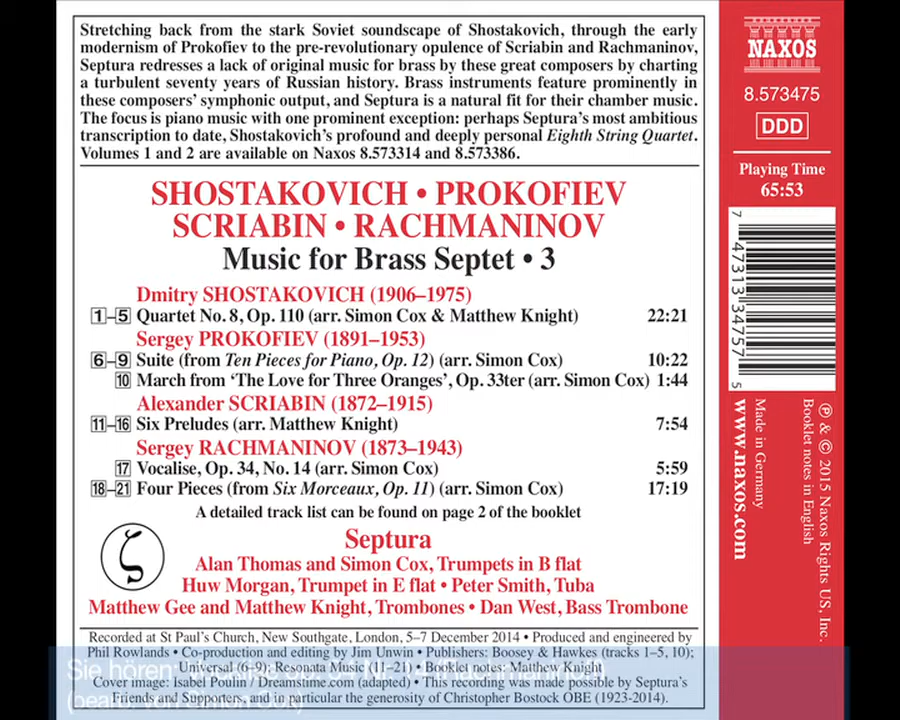 Stretching back from the stark Soviet soundscape of Shostakovich, through the early
modernism of Prokofiev to the pre-revolutionary opulence of Scriabin and Rachmaninov,
Septura redresses a lack of original music for brass by these great composers by charting
a turbulent seventy years of Russian history. Brass instruments feature prominently in
these composers' symphonic output, and Septura is a natural fit for their chamber music.
The focus is piano music with one prominent exception: perhaps Septura's most ambitious
transcription to date, Shostakovich's profound and deeply personal Eighth String Quartet.
Volumes 1 and 2 are available on Naxos 8.573314 and 8.573386.
SHOSTAKOVICH • PROKOFIEV
SCRIABIN • RACHMANINOV
Music for Brass Septet • 3
Dmitry SHOSTAKOVICH (1906–1975)
1–5 Quartet No. 8, Op. 110 (arr. Simon Cox & Matthew Knight) 22:21
Sergey PROKOFIEV (1891–1953)
6–9 Suite (from Ten Pieces for Piano, Op. 12) (arr. Simon Cox) 10:22
10 March from 'The Love for Three Oranges', Op. 33ter (arr. Simon Cox) 1:44
Alexander SCRIABIN (1872–1915)
11–16 Six Preludes (arr. Matthew Knight) 7:54
Sergey RACHMANINOV (1873–1943)
17 Vocalise, Op. 34, No. 14 (arr. Simon Cox) 5:59
18–21 Four Pieces (from Six Morceaux, Op. 11) (arr. Simon Cox) 17:19
A detailed track list can be found on page 2 of the booklet
Septura
Alan Thomas and Simon Cox, Trumpets in B flat
Huw Morgan, Trumpet in E flat • Peter Smith, Tuba
Matthew Gee and Matthew Knight, Trombones • Dan West, Bass Trombone
Recorded at St Paul's Church, New Southgate, London, 5–7 December 2014 • Produced and engineered by
Phil Rowlands • Co-production and editing by Jim Unwin • Publishers: Boosey & Hawkes (tracks 1–5, 10);
Universal (6–9); Resonata Music (11–21) • Booklet notes: Matthew Knight
Cover image: Isabel Poulin / Dreamstime.com (adapted) • This recording was made possible by Septura's
Friends and Supporters and in particular the generosity of Christopher Bostock OBE (1923-2014).
Sie hören:
NAXOS
8.573475
DDD
Playing Time
65:53
7 47313 34757 5
℗ & © 2015 Naxos Rights US, Inc.
Booklet notes in English
Made in Germany
www.naxos.com